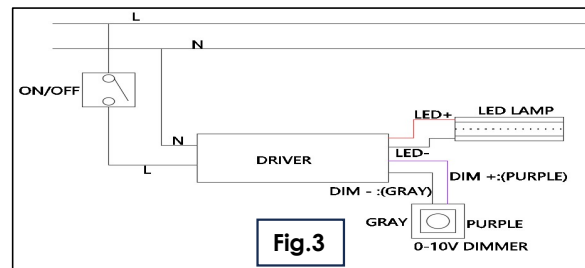 L
N
ON/OFF
LED+
LED LAMP
N
DRIVER
LED-
L
DIM +:(PURPLE)
DIM - :(GRAY)
GRAY
PURPLE
0-10V DIMMER
Fig.3